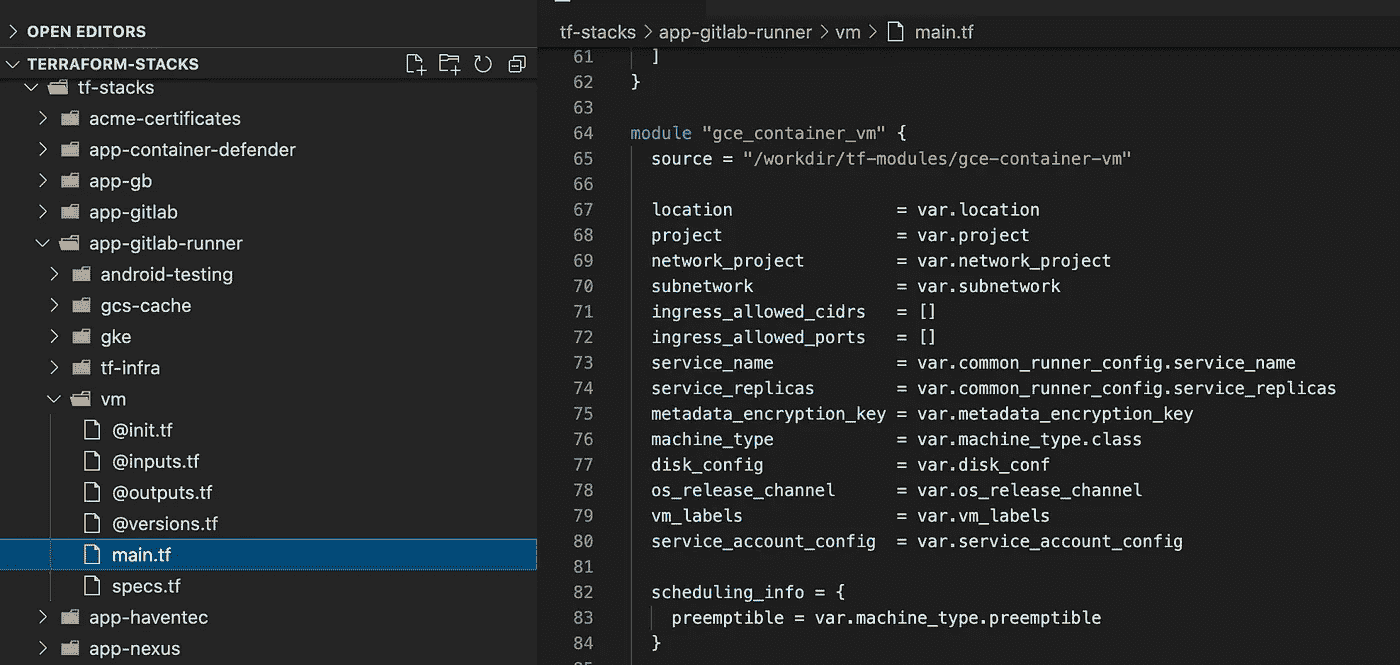 OPEN EDITORS
TERRAFORM-STACKS
tf-stacks
acme-certificates
app-container-defender
app-gb
app-gitlab
app-gitlab-runner
android-testing
gcs-cache
gke
tf-infra
vm
@init.tf
@inputs.tf
@outputs.tf
@versions.tf
main.tf
specs.tf
app-haventec
app-nexus
tf-stacks > app-gitlab-runner > vm > main.tf
61 ]
62 }
63
64 module "gce_container_vm" {
65 source = "/workdir/tf-modules/gce-container-vm"
66
67 location = var.location
68 project = var.project
69 network_project = var.network_project
70 subnetwork = var.subnetwork
71 ingress_allowed_cidrs = []
72 ingress_allowed_ports = []
73 service_name = var.common_runner_config.service_name
74 service_replicas = var.common_runner_config.service_replicas
75 metadata_encryption_key = var.metadata_encryption_key
76 machine_type = var.machine_type.class
77 disk_config = var.disk_conf
78 os_release_channel = var.os_release_channel
79 vm_labels = var.vm_labels
80 service_account_config = var.service_account_config
81
82 scheduling_info = {
83 preemptible = var.machine_type.preemptible
84 }